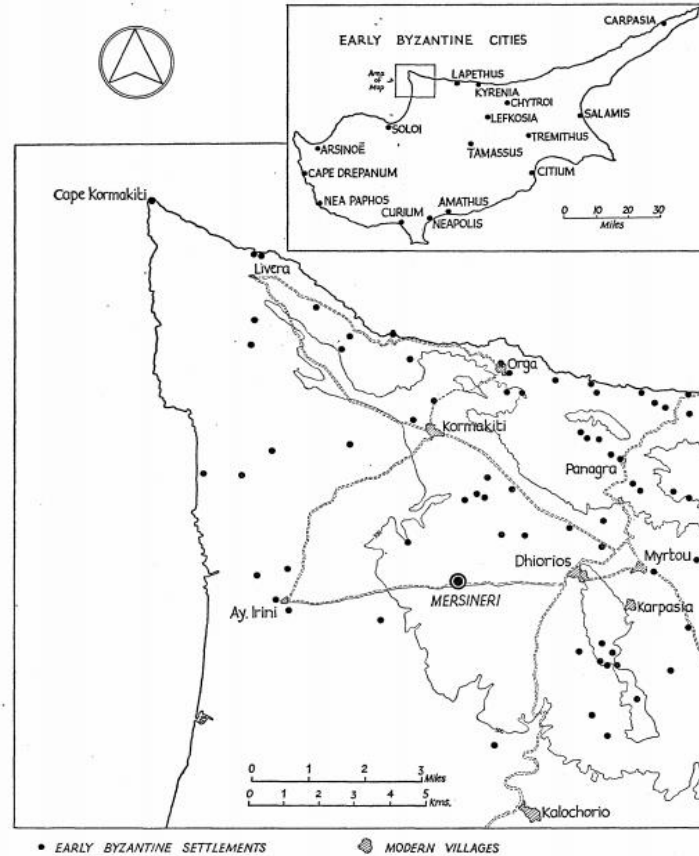 EARLY BYZANTINE CITIES
CARPASIA
Area of Map
LAPETHUS
KYRENIA
CHYTROI
LEFKOSIA
SALAMIS
SOLOI
TREMITHUS
ARSINOË
TAMASSUS
CAPE DREPANUM
CITIUM
NEA PAPHOS
AMATHUS
CURIUM
NEAPOLIS
0 10 20 30
Miles
Cape Kormakiti
Livera
Orga
Kormakiti
Panagra
Dhiorios
Myrtou
MERSINERI
Karpasia
Ay. Irini
0 1 2 3
Miles
0 1 2 3 4 5
kms.
Kalochorio
EARLY BYZANTINE SETTLEMENTS
MODERN VILLAGES